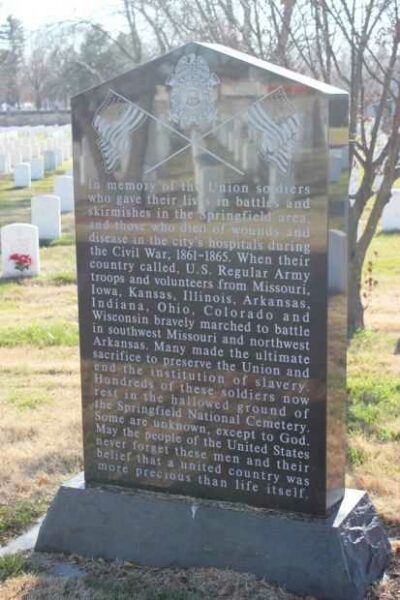 In memory of the Union soldiers
who gave their lives in battles and
skirmishes in the Springfield area,
and those who died of wounds and
disease in the city's hospitals during
the Civil War, 1861-1865. When their
country called, U.S. Regular Army
troops and volunteers from Missouri,
Iowa, Kansas, Illinois, Arkansas,
Indiana, Ohio, Colorado and
Wisconsin bravely marched to battle
in southwest Missouri and northwest
Arkansas. Many made the ultimate
sacrifice to preserve the Union and
end the institution of slavery.
Hundreds of these soldiers now
rest in the hallowed ground of
the Springfield National Cemetery.
Some are unknown, except to God.
May the people of the United States
never forget these men and their
belief that a united country was
more precious than life itself.